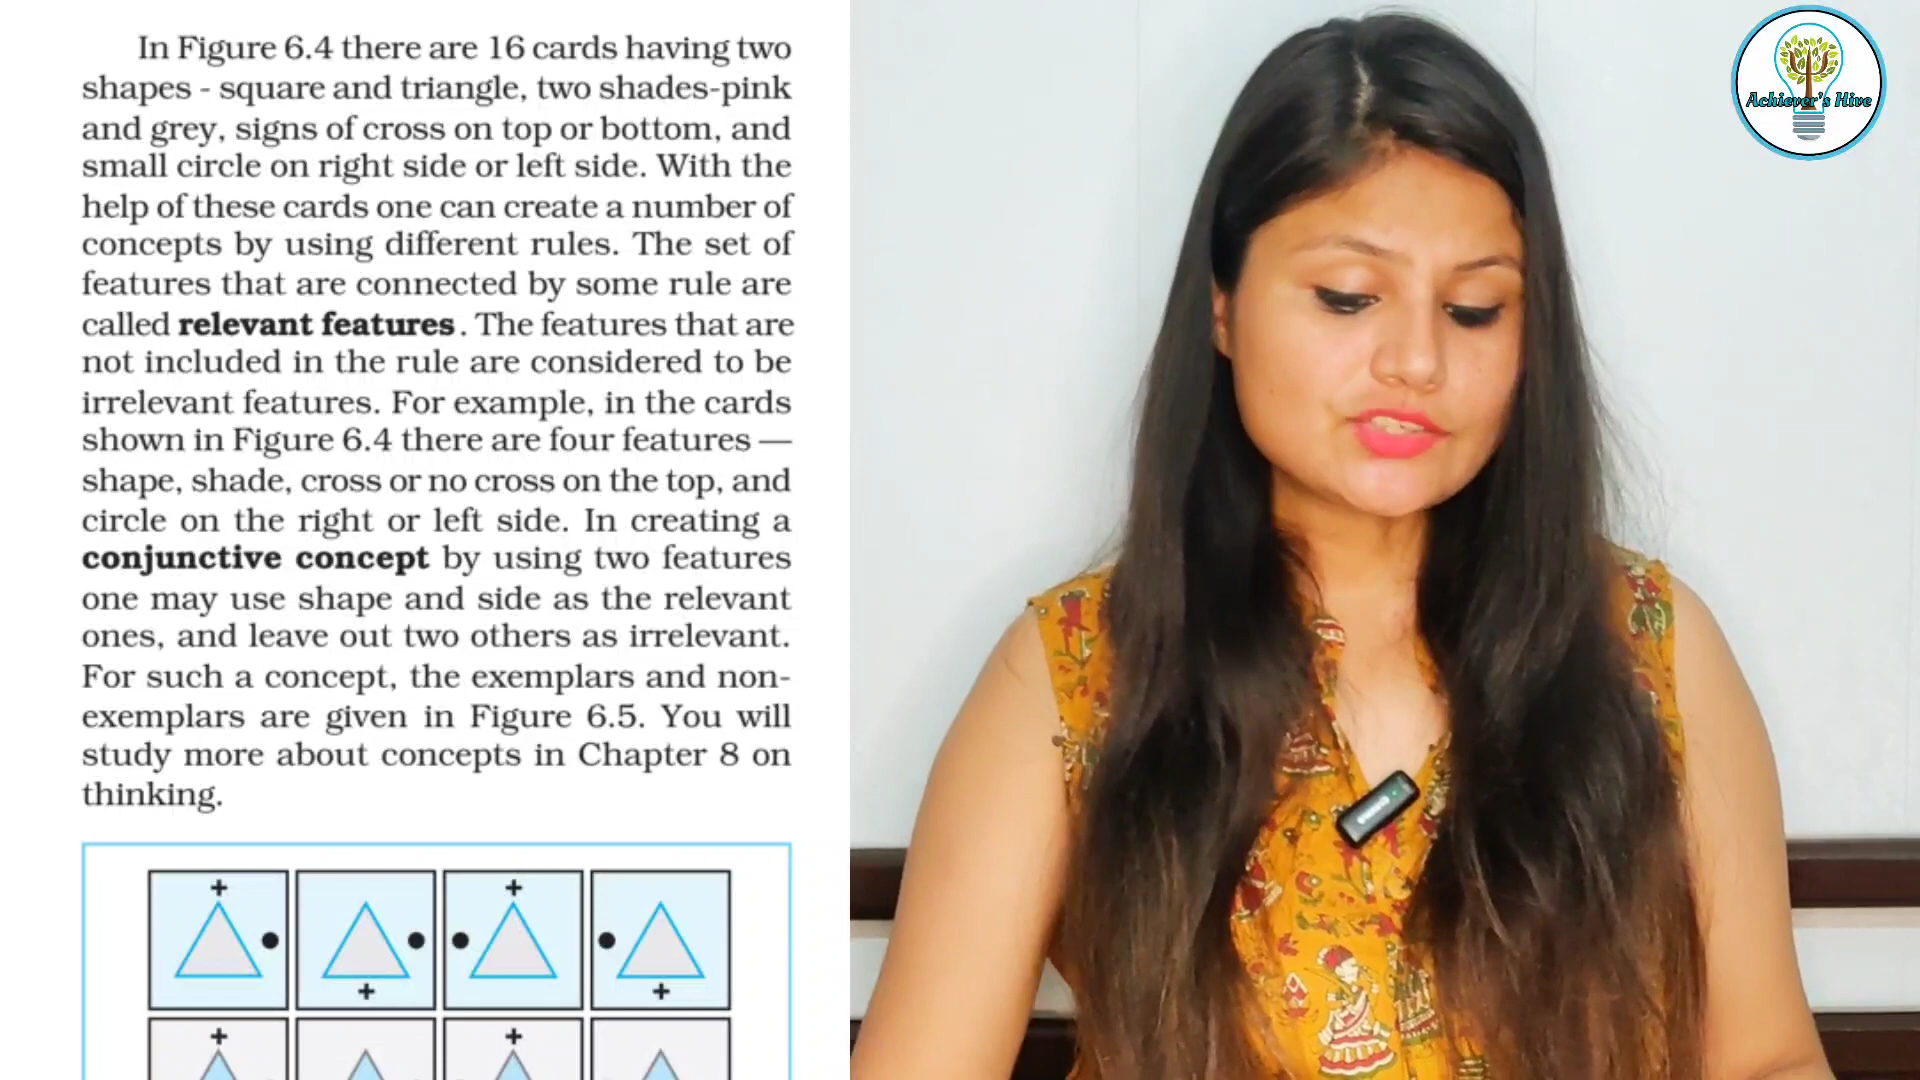 In Figure 6.4 there are 16 cards having two
shapes - square and triangle, two shades-pink
and grey, signs of cross on top or bottom, and
small circle on right side or left side. With the
help of these cards one can create a number of
concepts by using different rules. The set of
features that are connected by some rule are
called relevant features. The features that are
not included in the rule are considered to be
irrelevant features. For example, in the cards
shown in Figure 6.4 there are four features —
shape, shade, cross or no cross on the top, and
circle on the right or left side. In creating a
conjunctive concept by using two features
one may use shape and side as the relevant
ones, and leave out two others as irrelevant.
For such a concept, the exemplars and non-
exemplars are given in Figure 6.5. You will
study more about concepts in Chapter 8 on
thinking.
Achiever's Hive